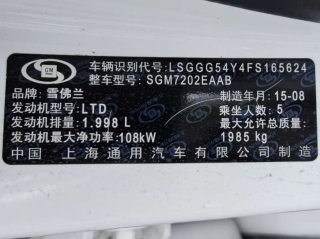 GM
车辆识别代号:LSGGG54Y4FS165624
整车型号:SGM7202EAAB
品牌:雪佛兰 制造年月:15-08
发动机型号:LTD 乘坐人数:5
发动机排量:1.998 L 最大允许总质量:
发动机最大净功率:108kW 1985 kg
中国 上海通用汽车有限公司制造